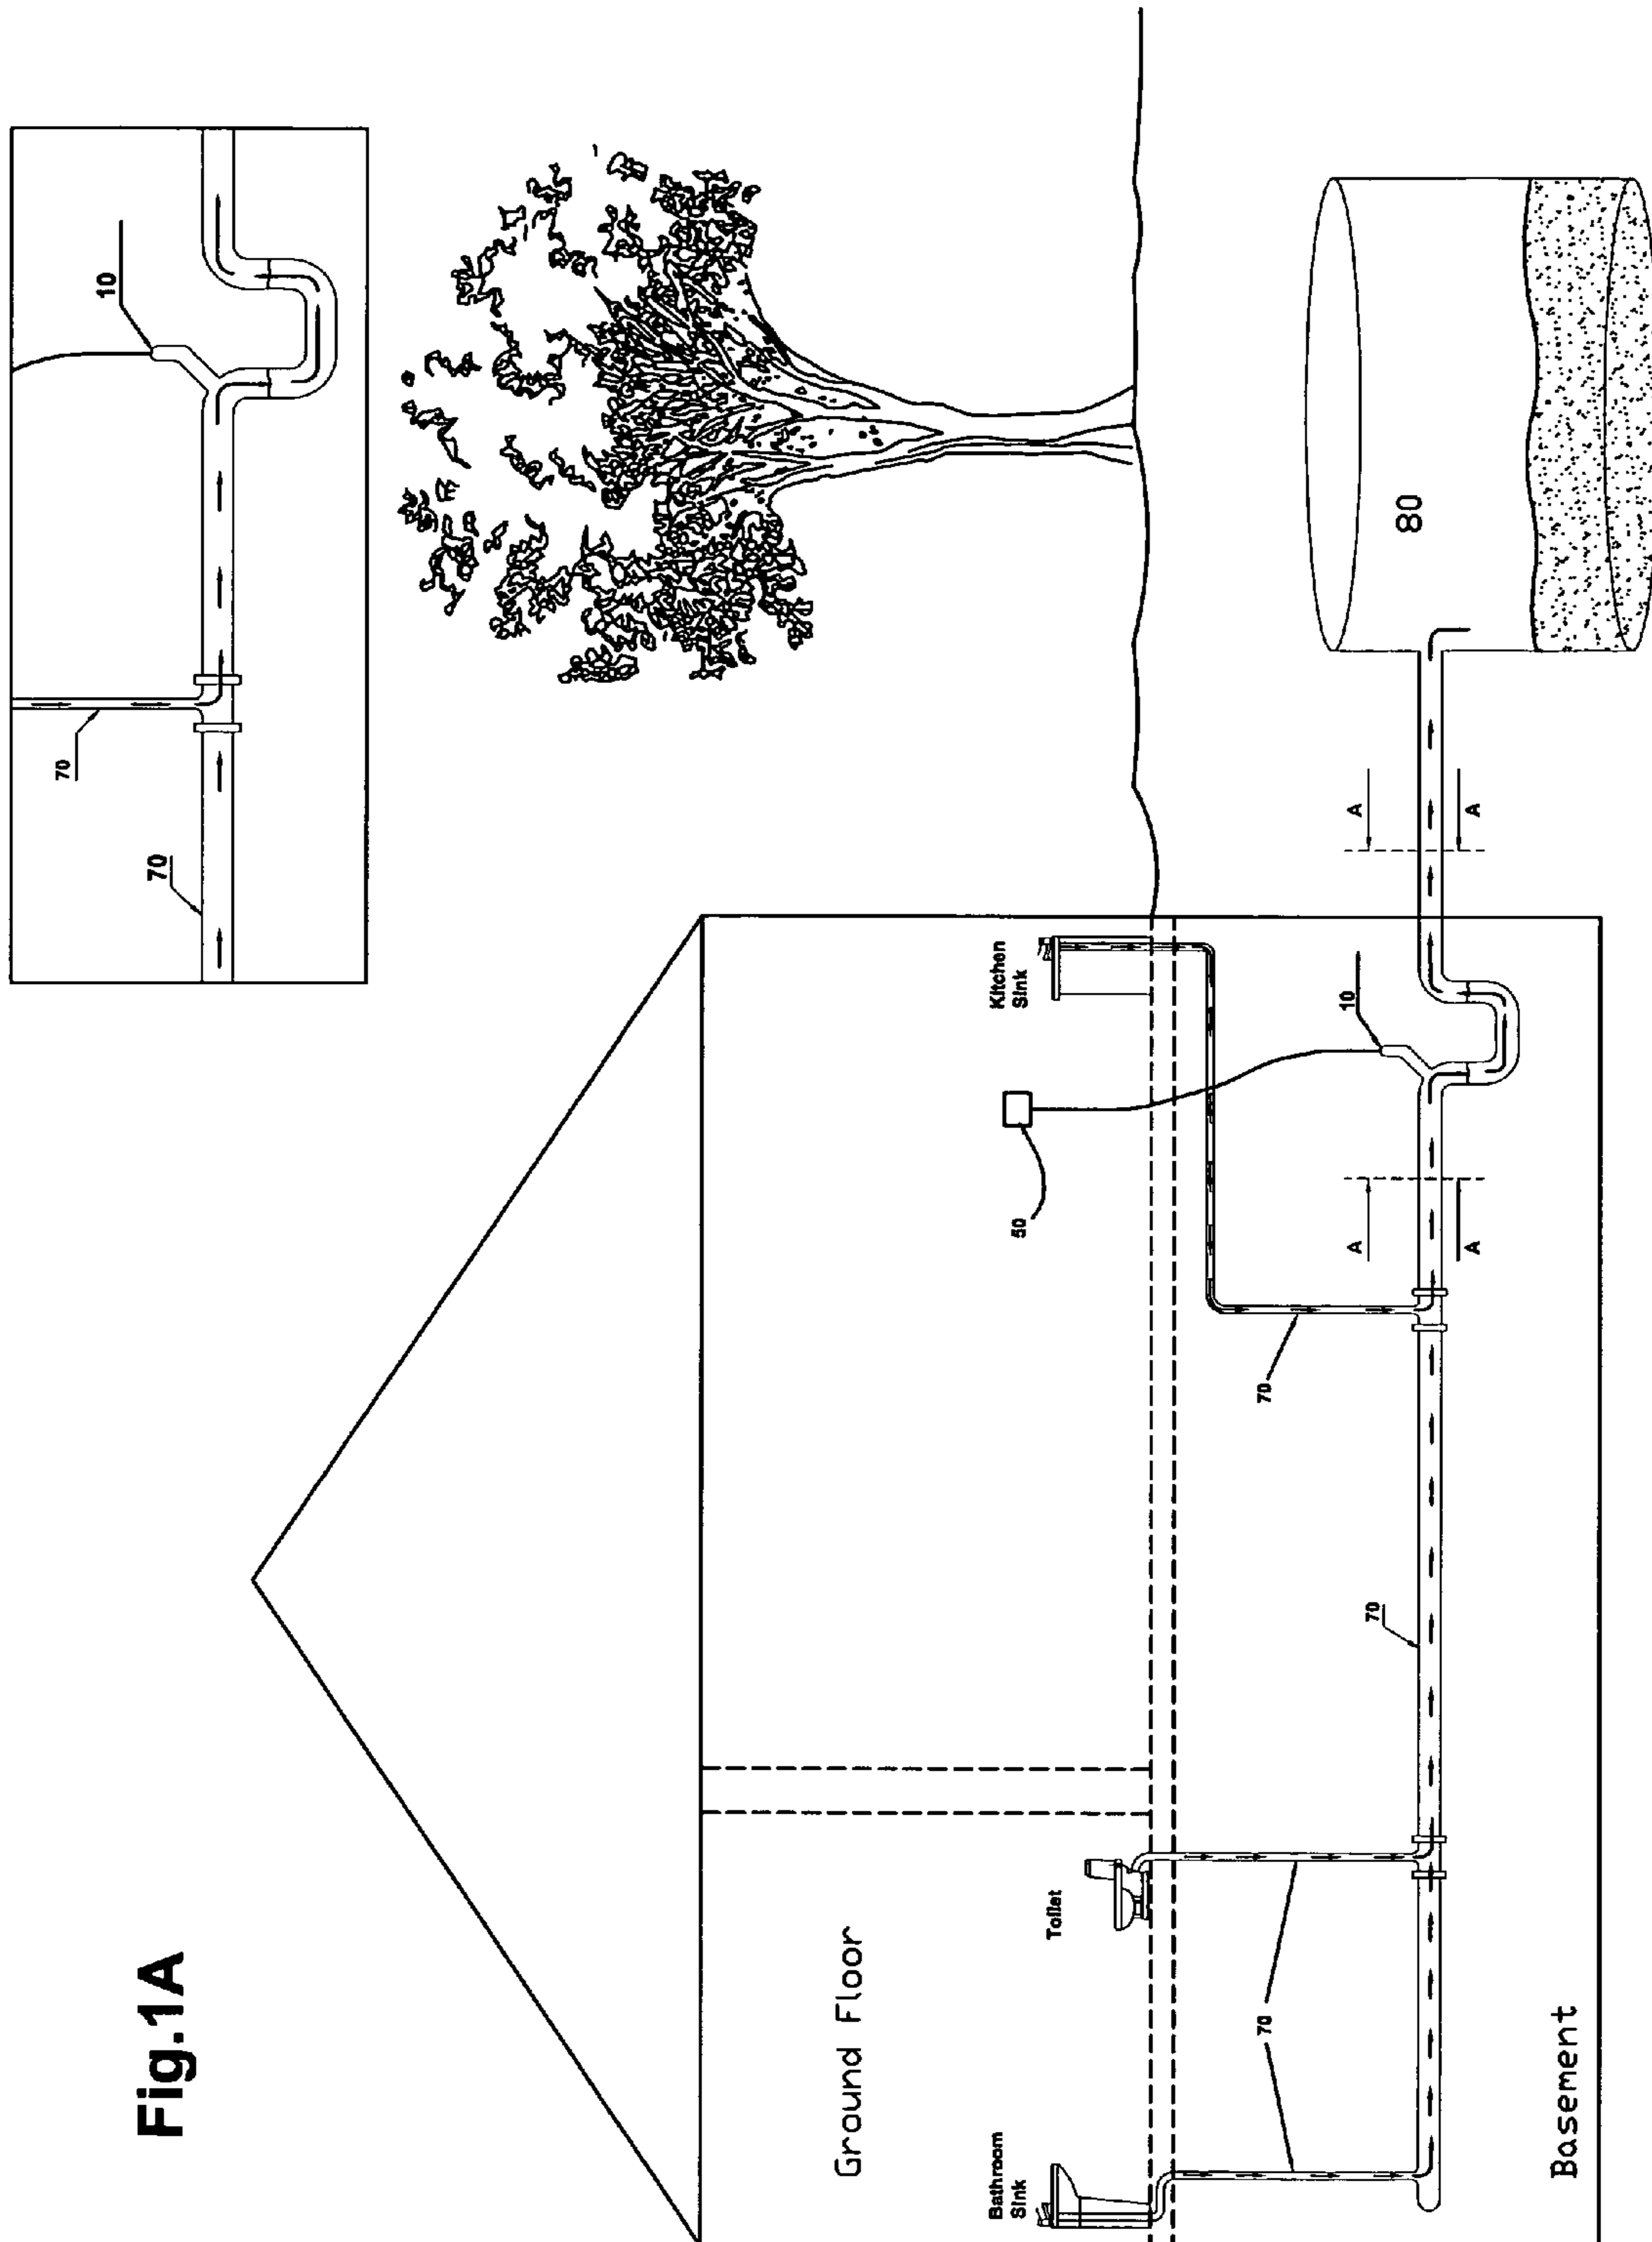 Fig.1A
70
70
10
Ground Floor
Bathroom
Sink
Toilet
50
Kitchen
Sink
70
70
70
A
A
10
A
A
80
Basement